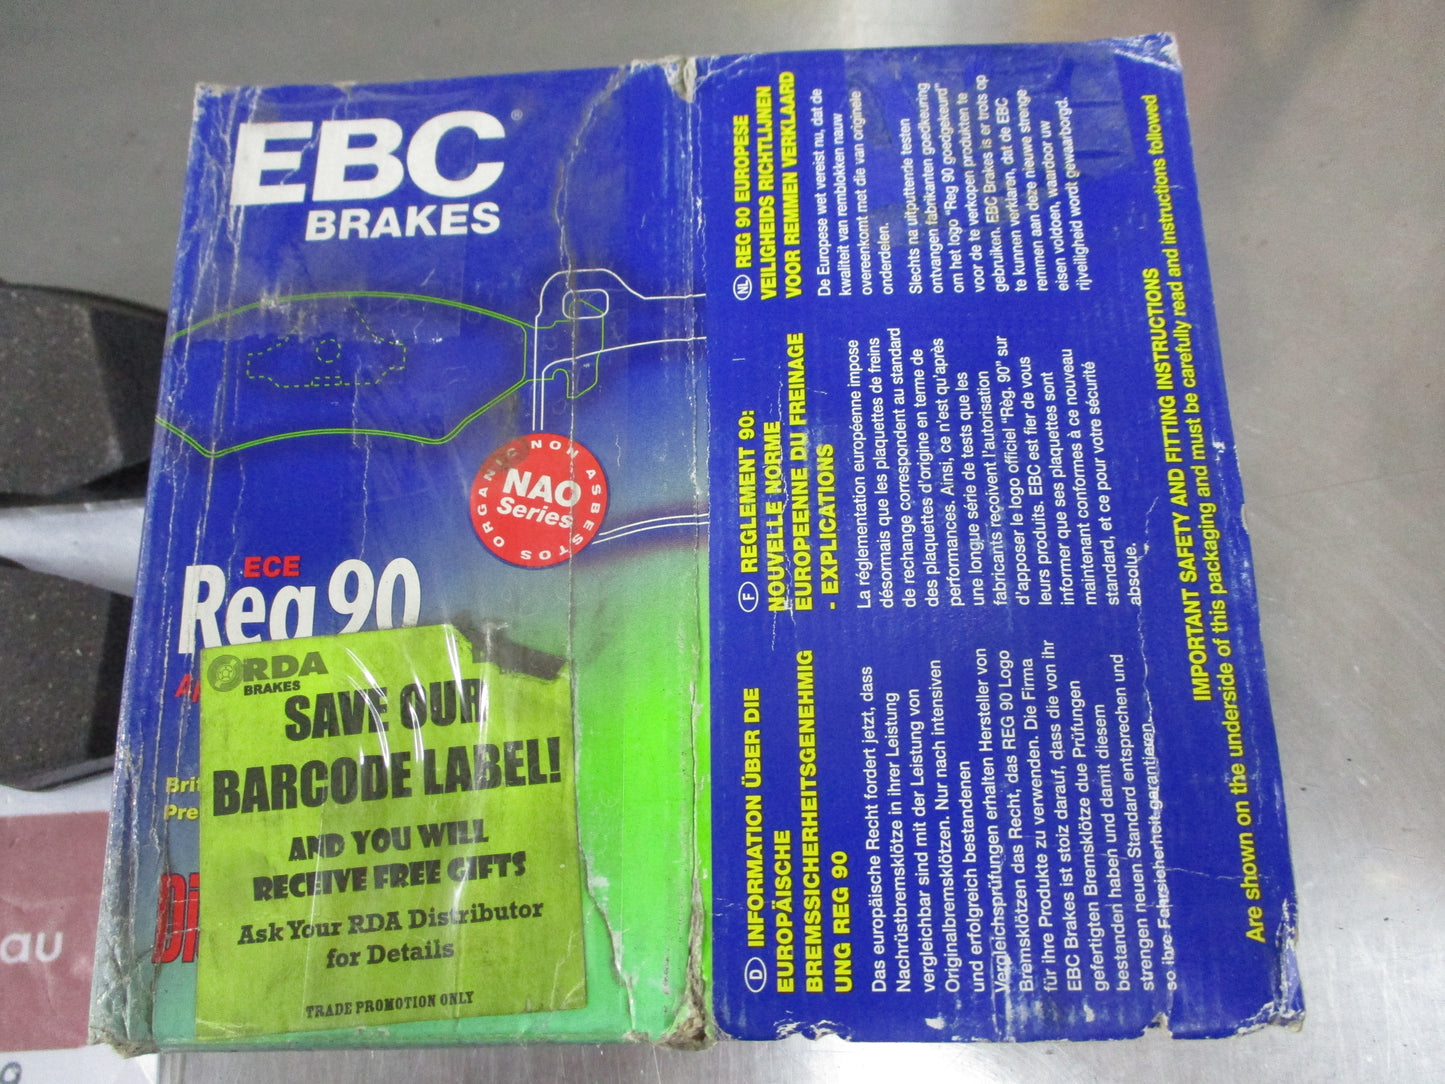 EBC
®
BRAKES
NON ASBESTOS ORGANIC
NAO
Series
ECE
Reg 90
RDA
BRAKES
SAVE OUR
BARCODE LABEL!
AND YOU WILL
RECEIVE FREE GIFTS
Ask Your RDA Distributor
for Details
TRADE PROMOTION ONLY
Brit
Pre
Di
au
NL REG 90 EUROPESE
VEILIGHEIDS RICHTLIJNEN
VOOR REMMEN VERKLAARD
De Europese wet vereist nu, dat de
kwaliteit van remblokken nauw
overeenkomt met die van originele
onderdelen.
Slechts na uitputtende testen
ontvangen fabrikanten goedkeuring
om het logo "Reg 90 goedgekeurd"
voor de te verkopen produkten te
gebruiken. EBC Brakes is er trots op
te kunnen verklaren, dat de EBC
remmen aan deze nieuwe strenge
eisen voldoen, waardoor uw
rijveiligheid wordt gewaarborgd.
F REGLEMENT 90:
NOUVELLE NORME
EUROPEENNE DU FREINAGE
- EXPLICATIONS
La réglementation européenne impose
désormais que les plaquettes de freins
de rechange correspondent au standard
des plaquettes d'origine en terme de
performances. Ainsi, ce n'est qu'après
une longue série de tests que les
fabricants reçoivent l'autorisation
d'apposer le logo officiel "Règ. 90" sur
leurs produits. EBC est fier de vous
informer que ses plaquettes sont
maintenant conformes à ce nouveau
standard, et ce pour votre sécurité
absolue.
D INFORMATION ÜBER DIE
EUROPÄISCHE
BREMSSICHERHEITSGENEHMIG
UNG REG 90
Das europäische Recht fordert jetzt, dass
Nachrüstbremsklötze in ihrer Leistung
vergleichbar sind mit der Leistung von
Originalbremsklötzen. Nur nach intensiven
und erfolgreich bestandenen
Vergleichsprüfungen erhalten Hersteller von
Bremsklötzen das Recht, das REG 90 Logo
für ihre Produkte zu verwenden. Die Firma
EBC Brakes ist stolz darauf, dass die von ihr
gefertigten Bremsklötze due Prüfungen
bestanden haben und damit diesem
strengen neuen Standard entsprechen und
so ihre Fahrsicherheit garantieren.
IMPORTANT SAFETY AND FITTING INSTRUCTIONS
Are shown on the underside of this packaging and must be carefully read and instructions followed